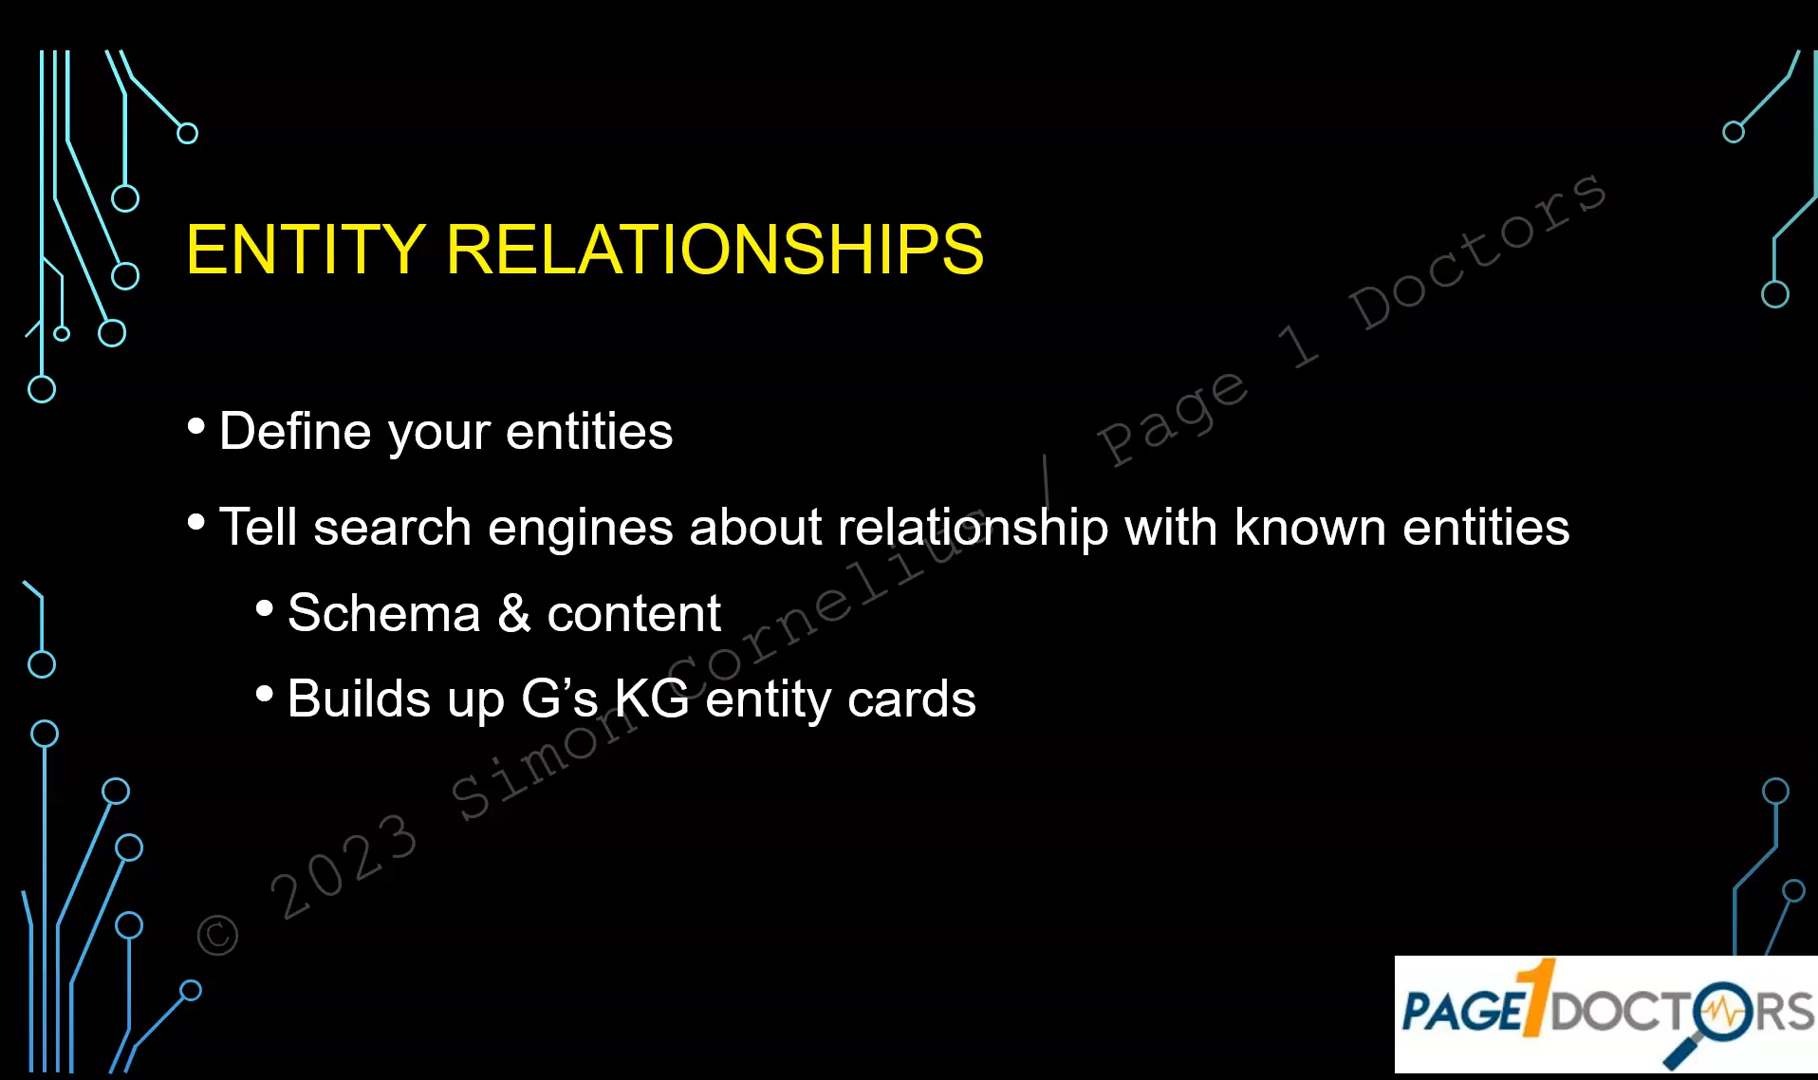 ENTITY RELATIONSHIPS
• Define your entities
• Tell search engines about relationship with known entities
• Schema & content
• Builds up G’s KG entity cards
© 2023 Simon Cornelius / Page 1 Doctors
PAGE1DOCTORS